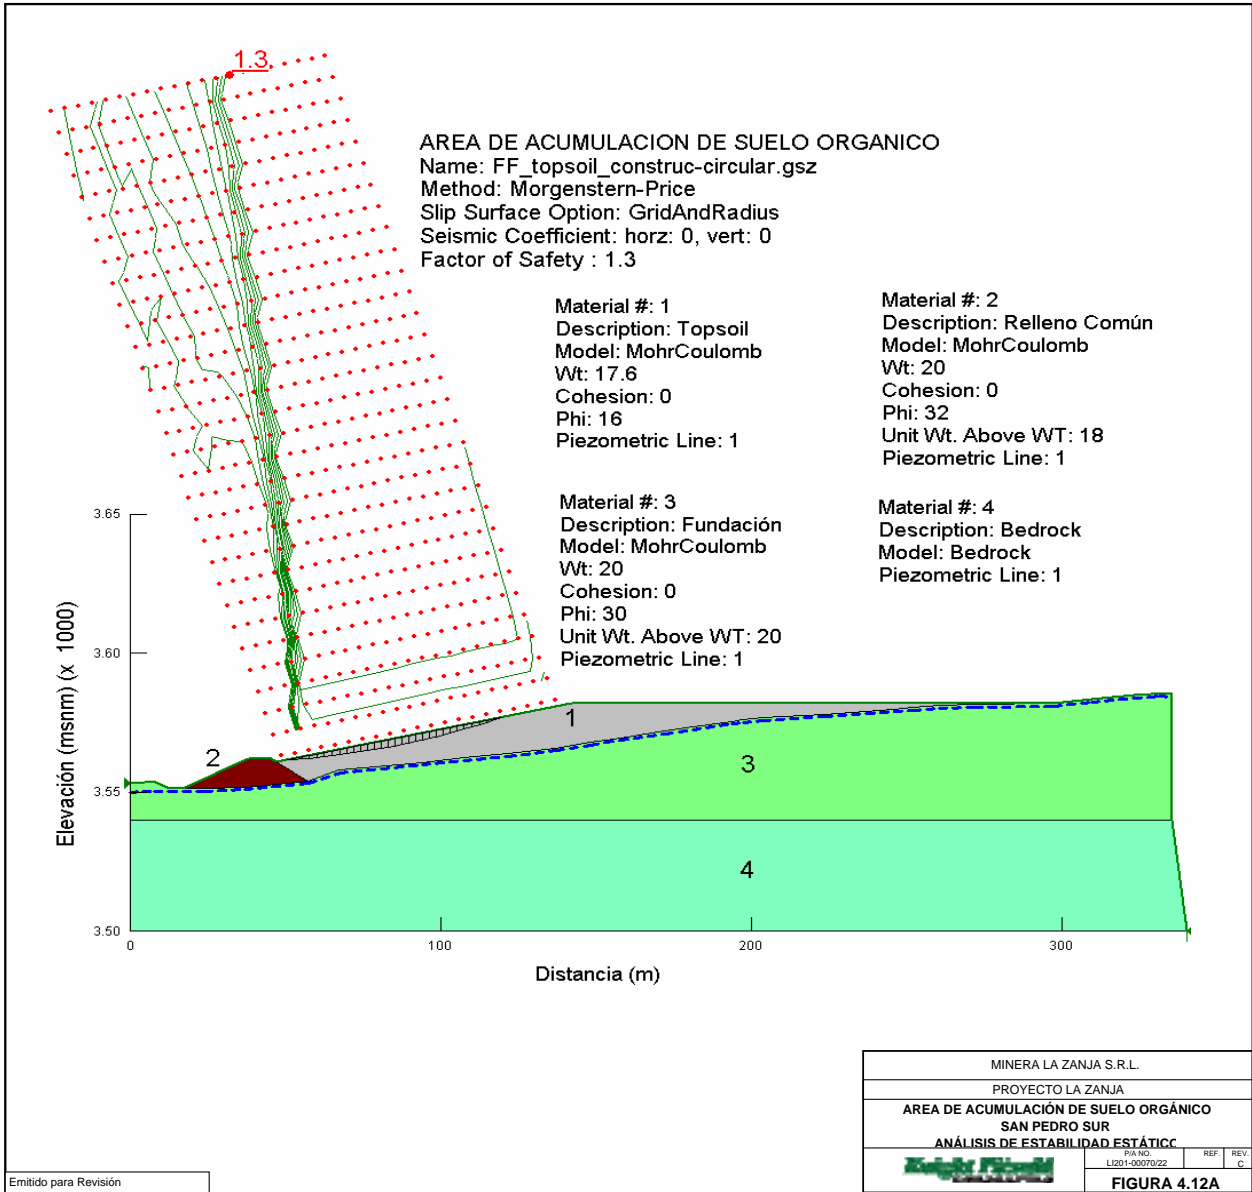 1.3
AREA DE ACUMULACION DE SUELO ORGANICO
Name: FF_topsoil_construc-circular.gsz
Method: Morgenstern-Price
Slip Surface Option: GridAndRadius
Seismic Coefficient: horz: 0, vert: 0
Factor of Safety : 1.3
Material #: 1
Description: Topsoil
Model: MohrCoulomb
Wt: 17.6
Cohesion: 0
Phi: 16
Piezometric Line: 1
Material #: 2
Description: Relleno Común
Model: MohrCoulomb
Wt: 20
Cohesion: 0
Phi: 32
Unit Wt. Above WT: 18
Piezometric Line: 1
Material #: 3
Description: Fundación
Model: MohrCoulomb
Wt: 20
Cohesion: 0
Phi: 30
Unit Wt. Above WT: 20
Piezometric Line: 1
Material #: 4
Description: Bedrock
Model: Bedrock
Piezometric Line: 1
Elevación (msnm) (x 1000)
3.65
3.60
3.55
3.50
1
2
3
4
0
100
200
300
Distancia (m)
MINERA LA ZANJA S.R.L.
PROYECTO LA ZANJA
AREA DE ACUMULACIÓN DE SUELO ORGÁNICO
SAN PEDRO SUR
ANÁLISIS DE ESTABILIDAD ESTÁTICO
Knight Piésold
P/A NO.
LI201-00070/22
REF.
REV.
C
FIGURA 4.12A
Emitido para Revisión